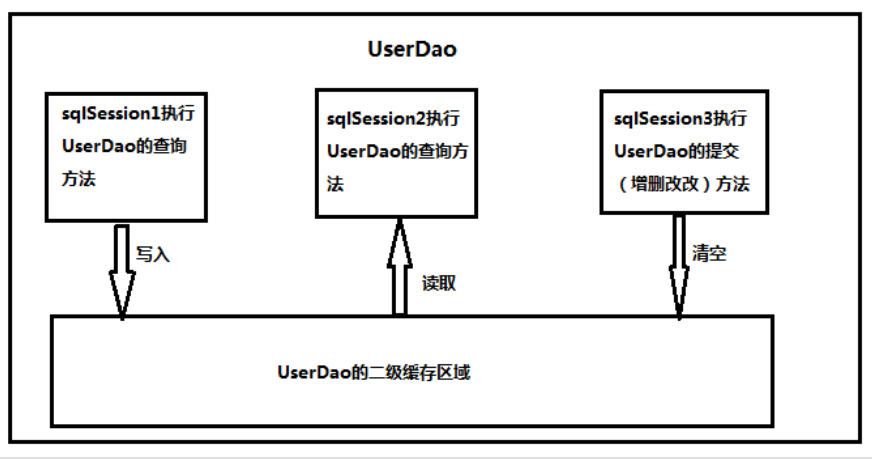 UserDao
sqlSession1执行
UserDao的查询
方法
sqlSession2执行
UserDao的查询方
法
sqlSession3执行
UserDao的提交
（增删改改）方法
写入
读取
清空
UserDao的二级缓存区域